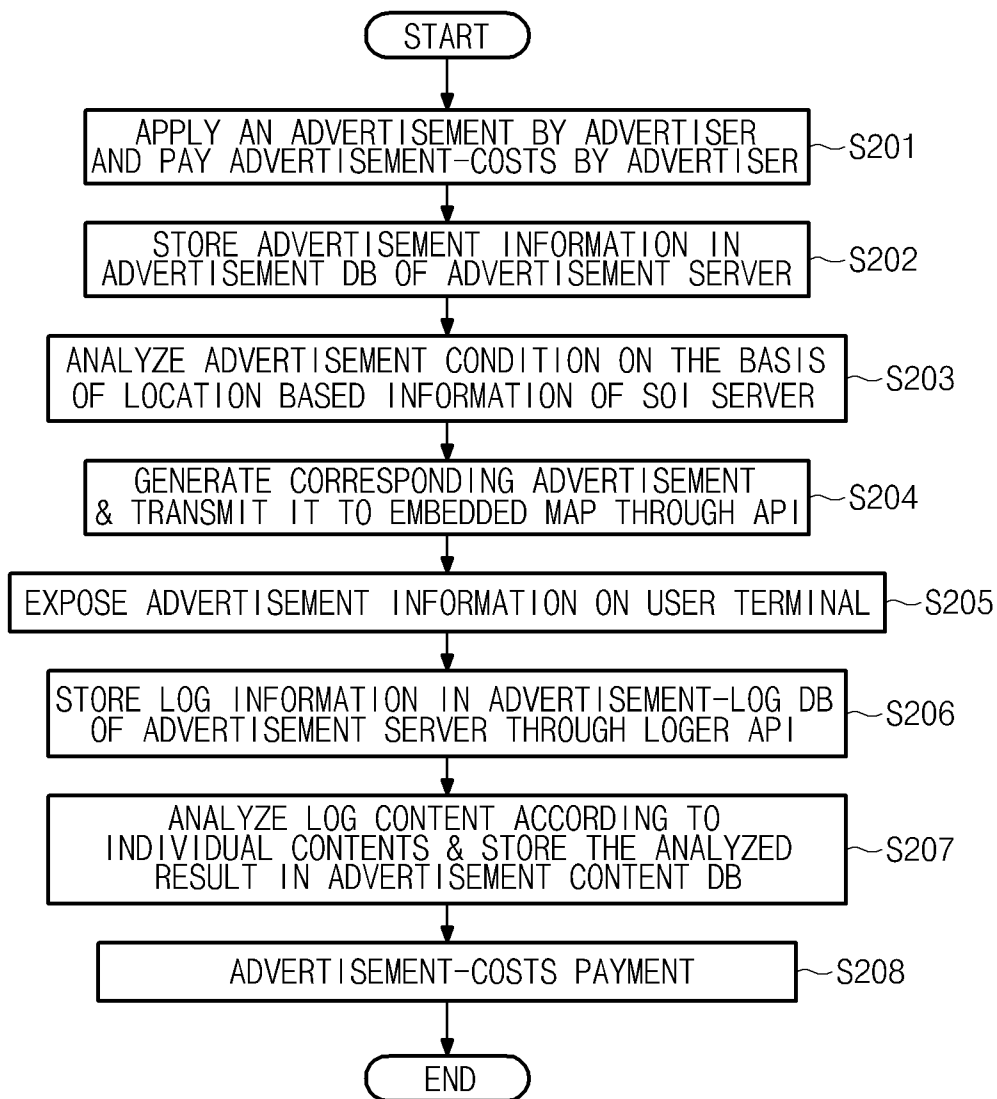 START
APPLY AN ADVERTISEMENT BY ADVERTISER
AND PAY ADVERTISEMENT-COSTS BY ADVERTISER
S201
STORE ADVERTISEMENT INFORMATION IN
ADVERTISEMENT DB OF ADVERTISEMENT SERVER
S202
ANALYZE ADVERTISEMENT CONDITION ON THE BASIS
OF LOCATION BASED INFORMATION OF SOI SERVER
S203
GENERATE CORRESPONDING ADVERTISEMENT
& TRANSMIT IT TO EMBEDDED MAP THROUGH API
S204
EXPOSE ADVERTISEMENT INFORMATION ON USER TERMINAL
S205
STORE LOG INFORMATION IN ADVERTISEMENT-LOG DB
OF ADVERTISEMENT SERVER THROUGH LOGER API
S206
ANALYZE LOG CONTENT ACCORDING TO
INDIVIDUAL CONTENTS & STORE THE ANALYZED
RESULT IN ADVERTISEMENT CONTENT DB
S207
ADVERTISEMENT-COSTS PAYMENT
S208
END